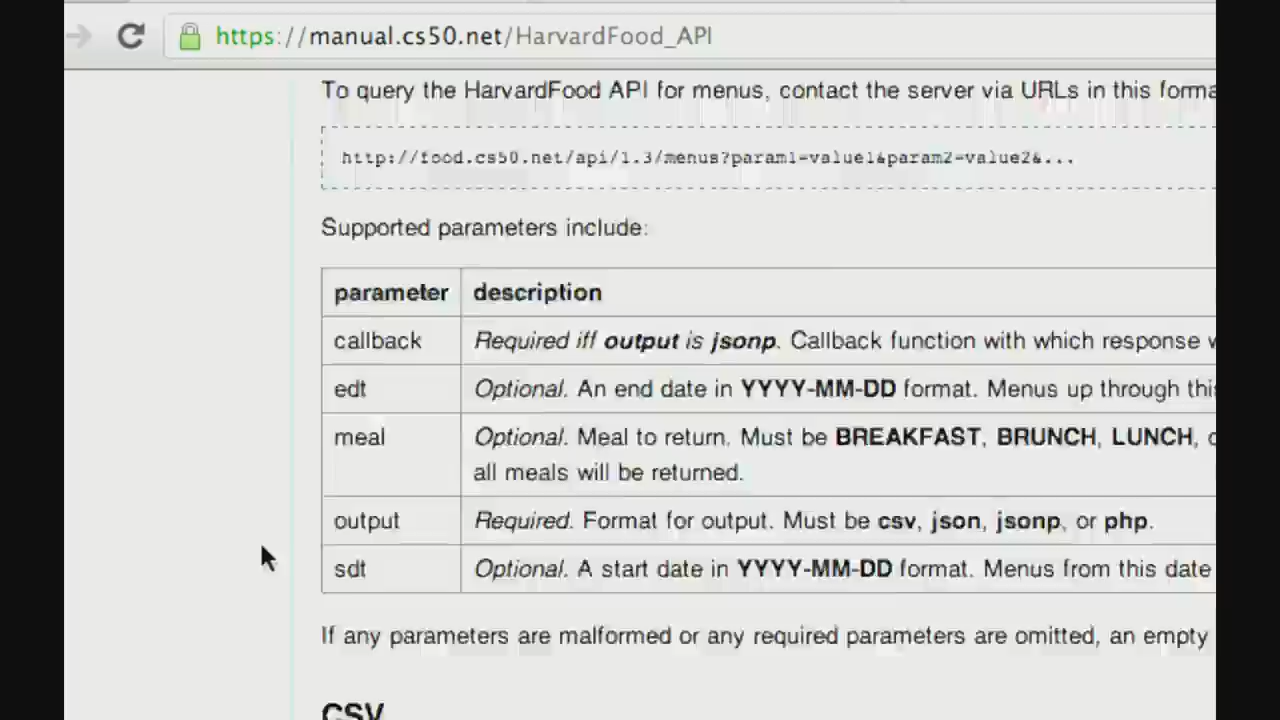 https://manual.cs50.net/HarvardFood_API
To query the HarvardFood API for menus, contact the server via URLs in this forma
http://food.cs50.net/api/1.3/menus?param1=value1&param2=value2&...
Supported parameters include:
parameter description
callback Required iff output is jsonp. Callback function with which response w
edt Optional. An end date in YYYY-MM-DD format. Menus up through this
meal Optional. Meal to return. Must be BREAKFAST, BRUNCH, LUNCH, o
all meals will be returned.
output Required. Format for output. Must be csv, json, jsonp, or php.
sdt Optional. A start date in YYYY-MM-DD format. Menus from this date
If any parameters are malformed or any required parameters are omitted, an empty
CSV